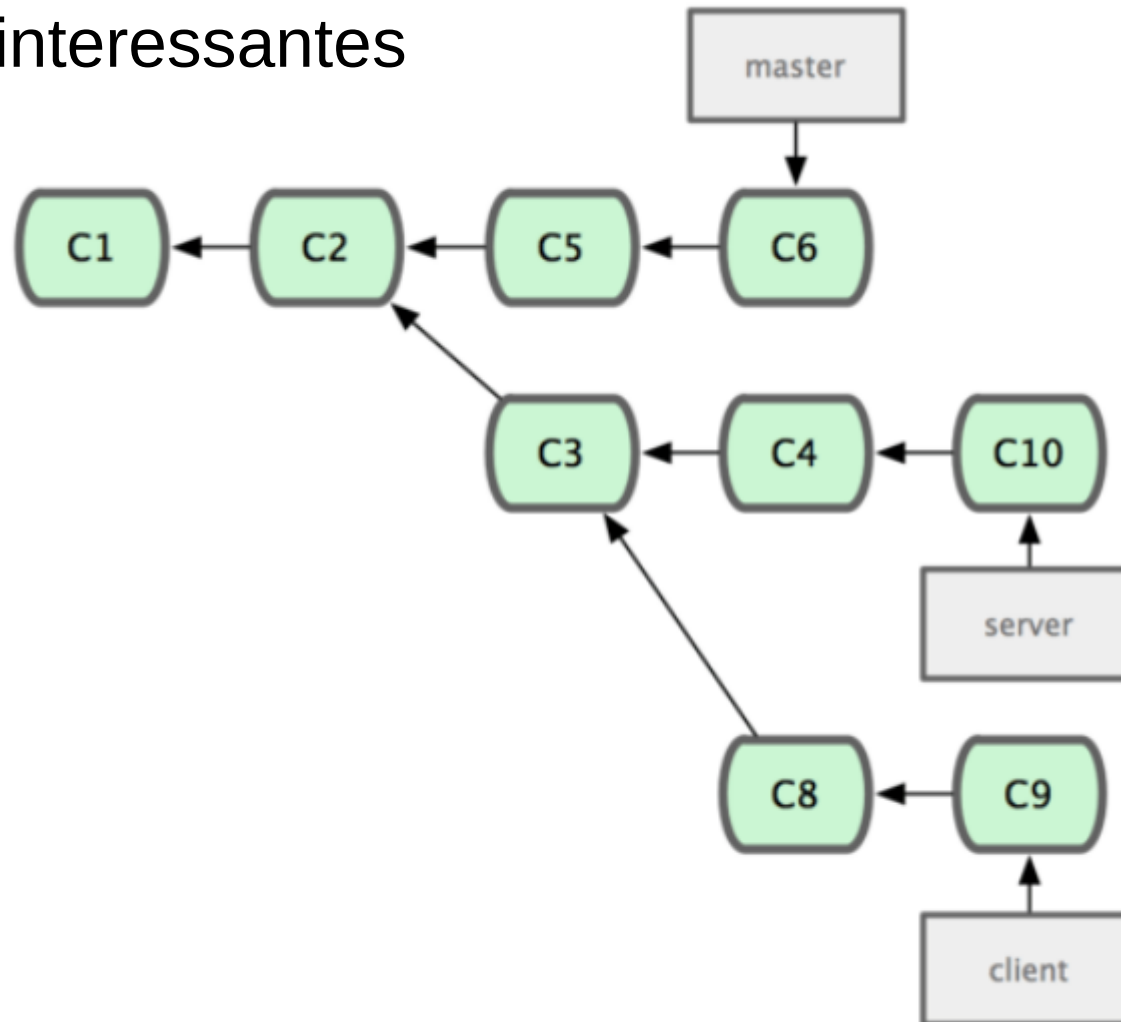 interessantes
master
C1 C2 C5 C6
C3 C4 C10
server
C8 C9
client